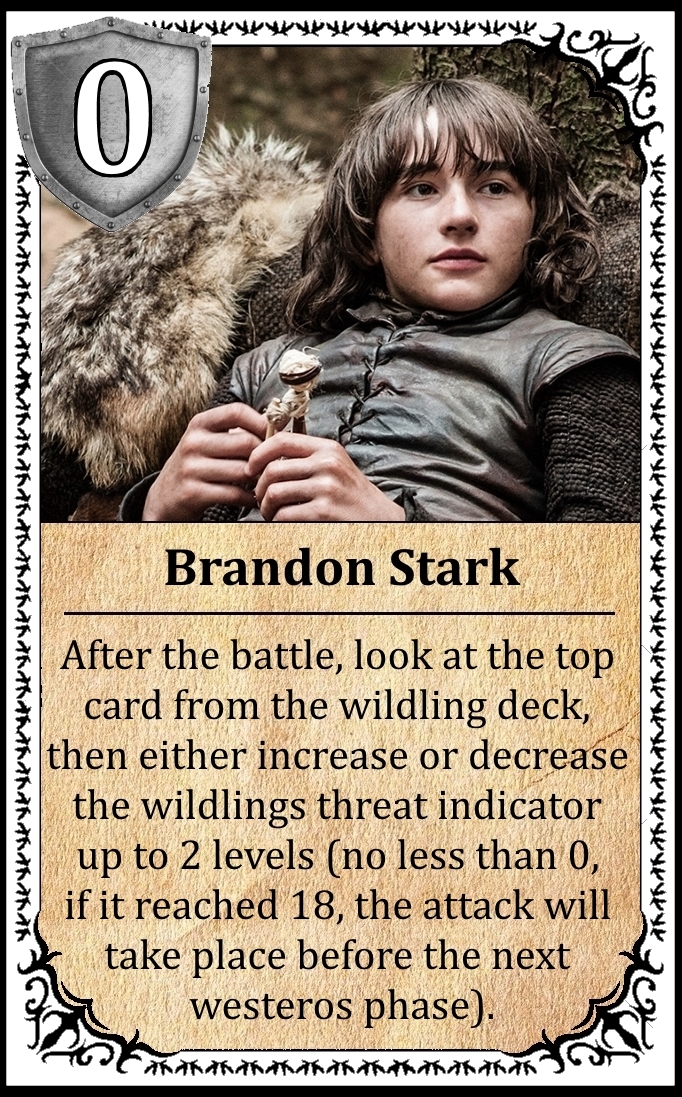 0
Brandon Stark
After the battle, look at the top
card from the wildling deck,
then either increase or decrease
the wildlings threat indicator
up to 2 levels (no less than 0,
if it reached 18, the attack will
take place before the next
westeros phase).